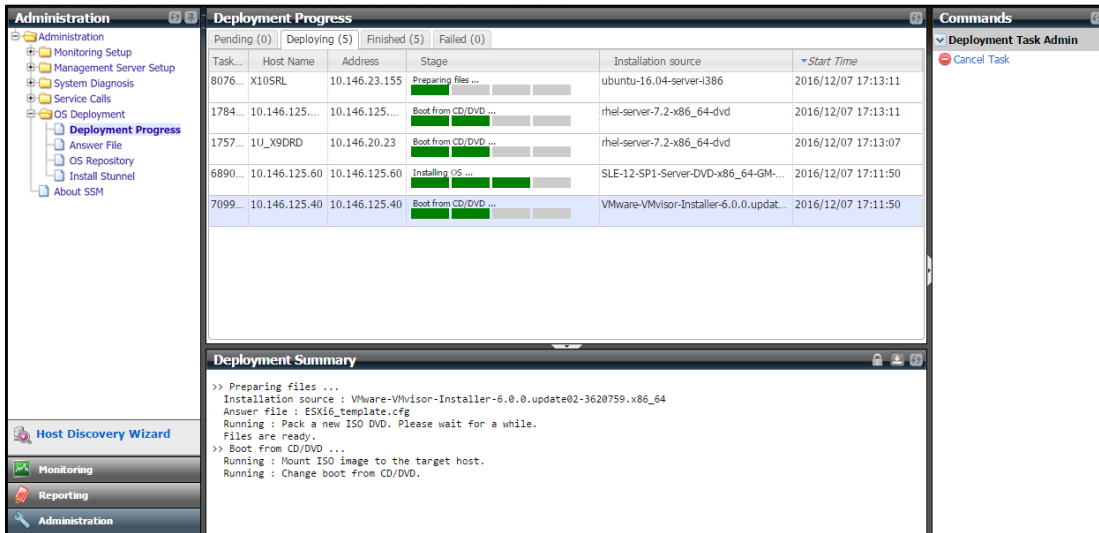 Administration
Administration
Monitoring Setup
Management Server Setup
System Diagnosis
Service Calls
OS Deployment
Deployment Progress
Answer File
OS Repository
Install Stunnel
About SSM
Host Discovery Wizard
Monitoring
Reporting
Administration
Deployment Progress
Pending (0) Deploying (5) Finished (5) Failed (0)
Task... Host Name Address Stage Installation source Start Time
8076... X10SRL 10.146.23.155 Preparing files ... ubuntu-16.04-server-i386 2016/12/07 17:13:11
1784... 10.146.125.... 10.146.125.... Boot from CD/DVD ... rhel-server-7.2-x86_64-dvd 2016/12/07 17:13:11
1757... 1U_X9DRD 10.146.20.23 Boot from CD/DVD ... rhel-server-7.2-x86_64-dvd 2016/12/07 17:13:07
6890... 10.146.125.60 10.146.125.60 Installing OS ... SLE-12-SP1-Server-DVD-x86_64-GM-... 2016/12/07 17:11:50
7099... 10.146.125.40 10.146.125.40 Boot from CD/DVD ... VMware-VMvisor-Installer-6.0.0.updat... 2016/12/07 17:11:50
Deployment Summary
>> Preparing files ...
Installation source : VMware-VMvisor-Installer-6.0.0.update02-3620759.x86_64
Answer file : ESXi6_template.cfg
Running : Pack a new ISO DVD. Please wait for a while.
Files are ready.
>> Boot from CD/DVD ...
Running : Mount ISO image to the target host.
Running : Change boot from CD/DVD.
Commands
Deployment Task Admin
Cancel Task